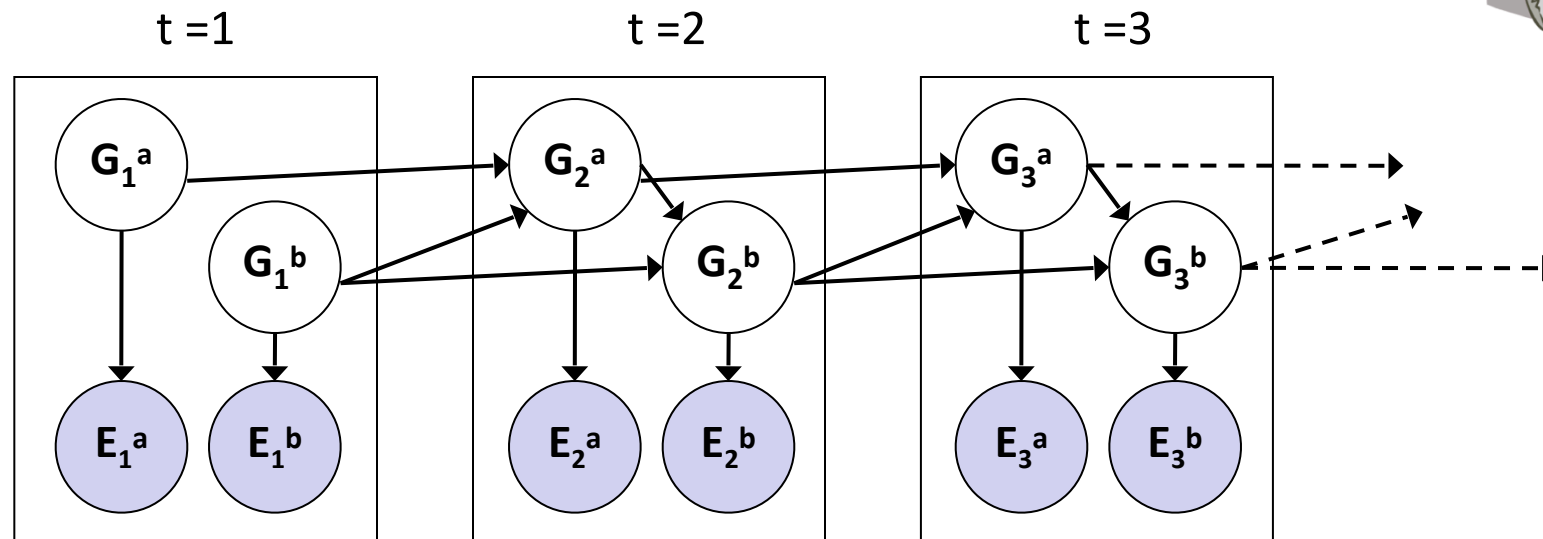 t =1
t =2
t =3
G₁ᵃ
G₂ᵃ
G₃ᵃ
G₁ᵇ
G₂ᵇ
G₃ᵇ
E₁ᵃ
E₁ᵇ
E₂ᵃ
E₂ᵇ
E₃ᵃ
E₃ᵇ